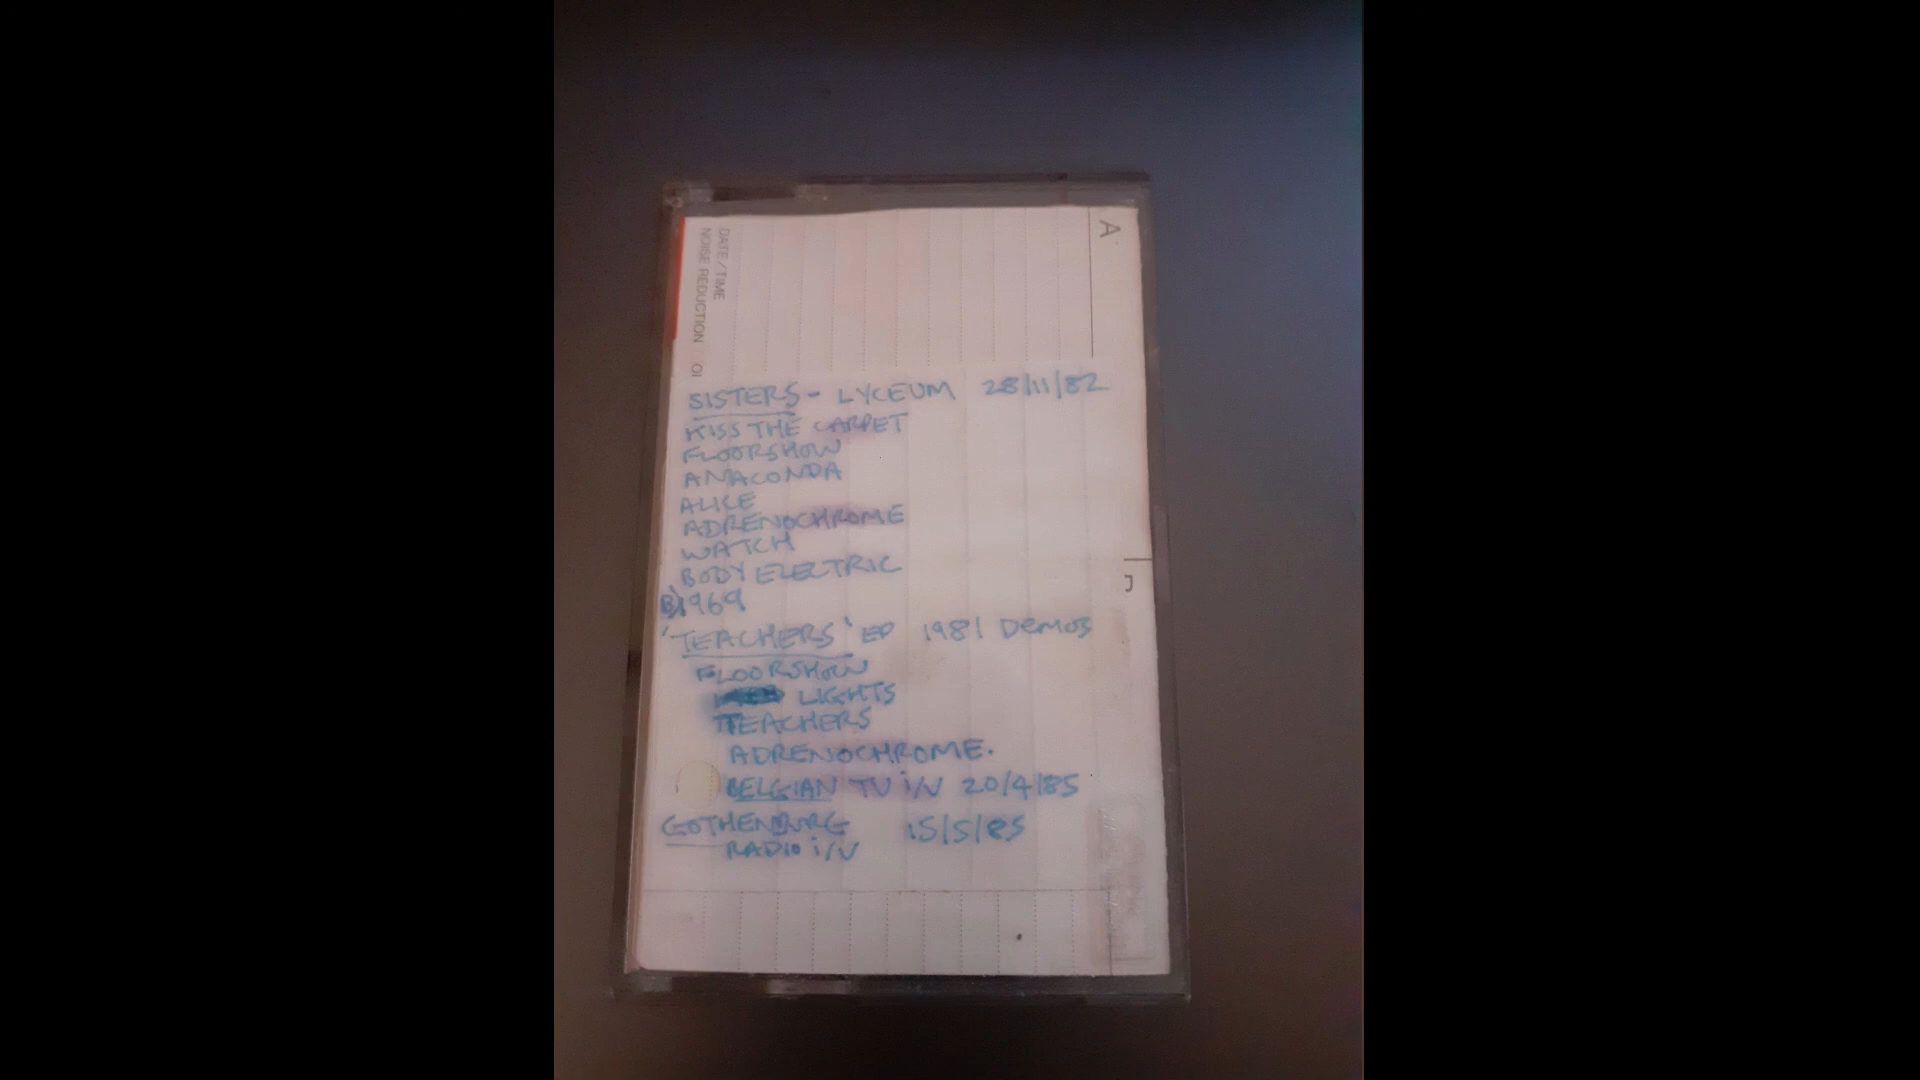 A
DATE/TIME
NOISE REDUCTION
SISTERS - LYCEUM 28/11/82
KISS THE CARPET
FLOORSHOW
ANACONDA
ALICE
ADRENOCHROME
WATCH
BODY ELECTRIC
B) 1969
'TEACHERS' EP 1981 DEMOS
FLOORSHOW
LIGHTS
TEACHERS
ADRENOCHROME.
BELGIAN TV i/V 20/4/85
GOTHENBURG 15/5/85
RADIO i/V